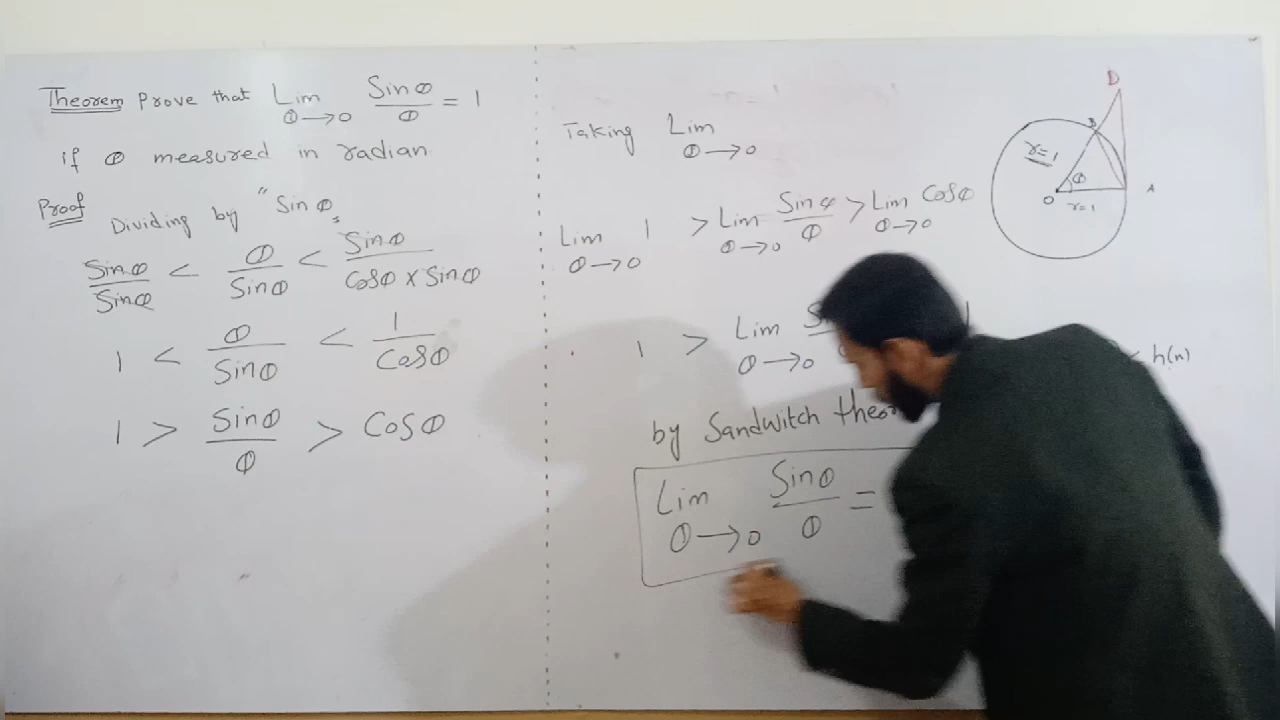 Theorem Prove that Lim θ→0 Sinθ/θ = 1
if θ measured in radian
Proof
Dividing by "Sinθ"
Sinθ/Sinθ < θ/Sinθ < Sinθ/Cosθ×Sinθ
1 < θ/Sinθ < 1/Cosθ
1 > Sinθ/θ > Cosθ
Taking Lim θ→0
Lim θ→0 1 > Lim θ→0 Sinθ/θ > Lim θ→0 Cosθ
1 > Lim θ→0
h(n)
by Sandwitch
Lim θ→0 Sinθ/θ =
D
B
r=1
θ
O
r=1
A